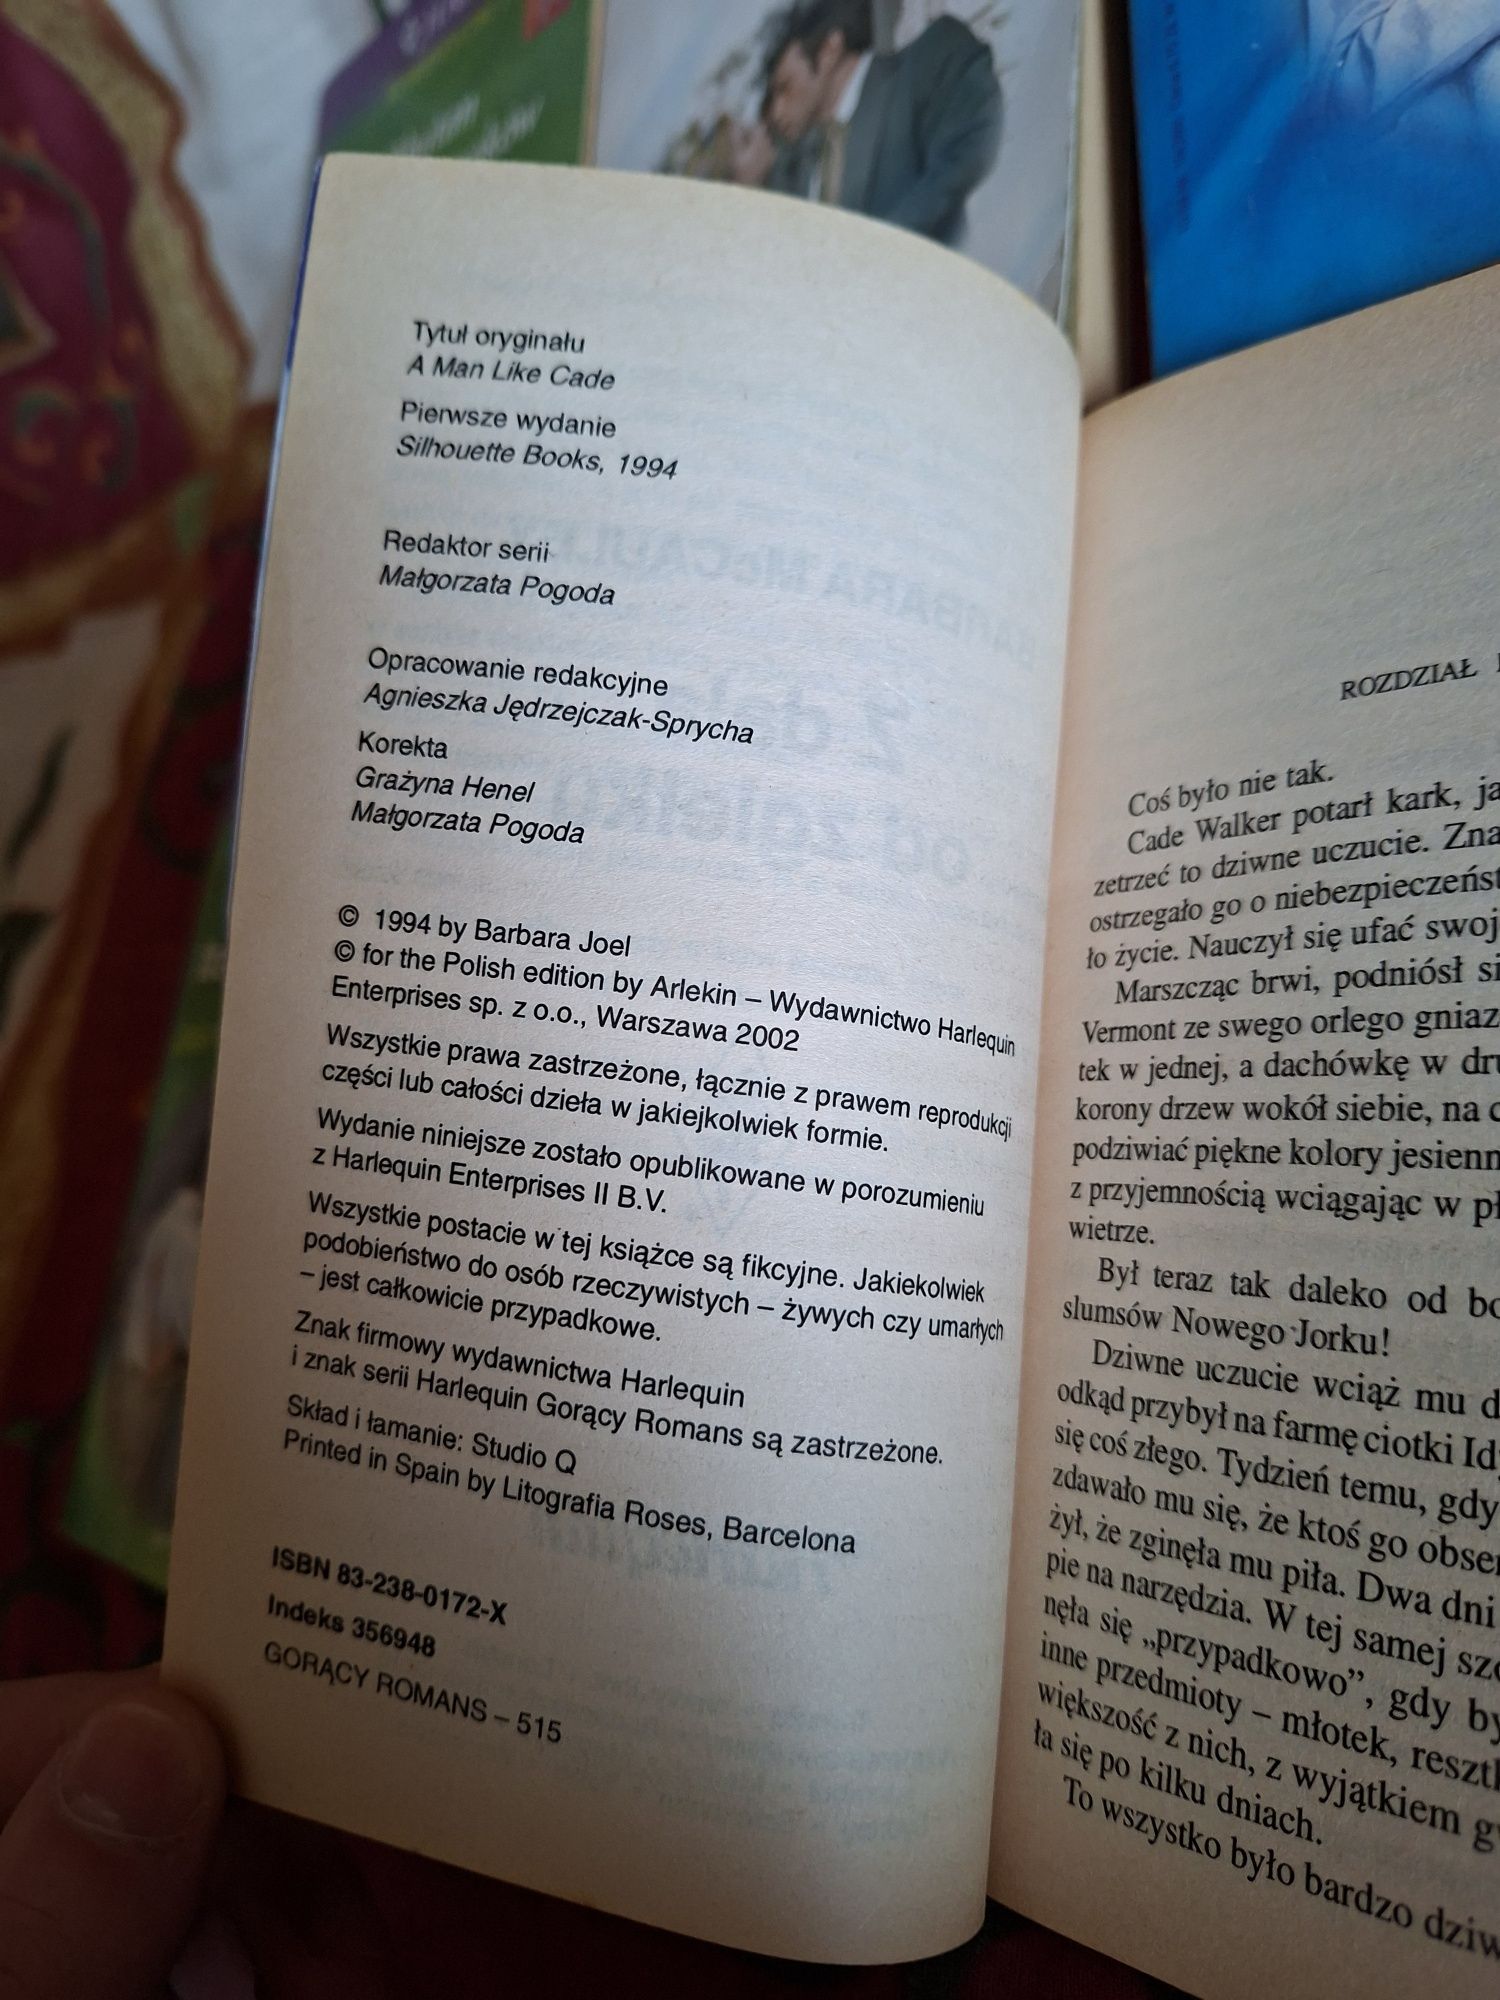 Tytuł oryginału
A Man Like Cade
Pierwsze wydanie
Silhouette Books, 1994
Redaktor serii
Małgorzata Pogoda
Opracowanie redakcyjne
Agnieszka Jędrzejczak-Sprycha
Korekta
Grażyna Henel
Małgorzata Pogoda
© 1994 by Barbara Joel
© for the Polish edition by Arlekin – Wydawnictwo Harlequin
Enterprises sp. z o.o., Warszawa 2002
Wszystkie prawa zastrzeżone, łącznie z prawem reprodukcji
części lub całości dzieła w jakiejkolwiek formie.
Wydanie niniejsze zostało opublikowane w porozumieniu
z Harlequin Enterprises II B.V.
Wszystkie postacie w tej książce są fikcyjne. Jakiekolwiek
podobieństwo do osób rzeczywistych – żywych czy umarłych
– jest całkowicie przypadkowe.
Znak firmowy wydawnictwa Harlequin
i znak serii Harlequin Gorący Romans są zastrzeżone.
Skład i łamanie: Studio Q
Printed in Spain by Litografia Roses, Barcelona
ISBN 83-238-0172-X
Indeks 356948
GORĄCY ROMANS – 515
ROZDZIAŁ
Coś było nie tak.
Cade Walker potarł kark, ja
zetrzeć to dziwne uczucie. Zna
ostrzegało go o niebezpieczeńst
ło życie. Nauczył się ufać swoj
Marszcząc brwi, podniósł si
Vermont ze swego orlego gniaz
tek w jednej, a dachówkę w dru
korony drzew wokół siebie, na
podziwiać piękne kolory jesienn
z przyjemnością wciągając w pł
wietrze.
Był teraz tak daleko od
slumsów Nowego Jorku!
Dziwne uczucie wciąż mu d
odkąd przybył na farmę ciotki Id
się coś złego. Tydzień temu, gdy
zdawało mu się, że ktoś go obser
żył, że zginęła mu piła. Dwa dni
pie na narzędzia. W tej samej
nęła się „przypadkowo”, gdy
inne przedmioty – młotek, reszt
większość z nich, z wyjątkiem
ła się po kilku dniach.
To wszystko było bardzo dziw